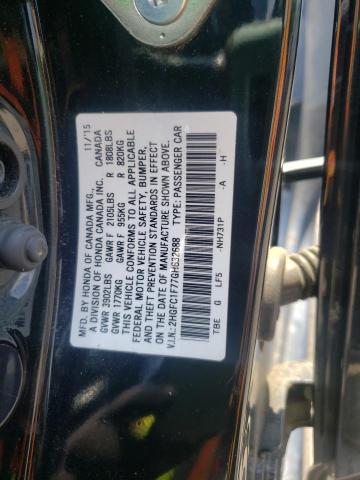 MFD. BY HONDA OF CANADA MFG., 11/15
A DIVISION OF HONDA CANADA INC. CANADA
GVWR 3902LBS GAWR F 2105LBS R 1808LBS
GVWR 1770KG GAWR F 955KG R 820KG
THIS VEHICLE CONFORMS TO ALL APPLICABLE
FEDERAL MOTOR VEHICLE SAFETY, BUMPER,
AND THEFT PREVENTION STANDARDS IN EFFECT
ON THE DATE OF MANUFACTURE SHOWN ABOVE.
V.I.N.: 2HGFC1F77GH632688 TYPE: PASSENGER CAR
TBE G LF5 -NH731P -A -H